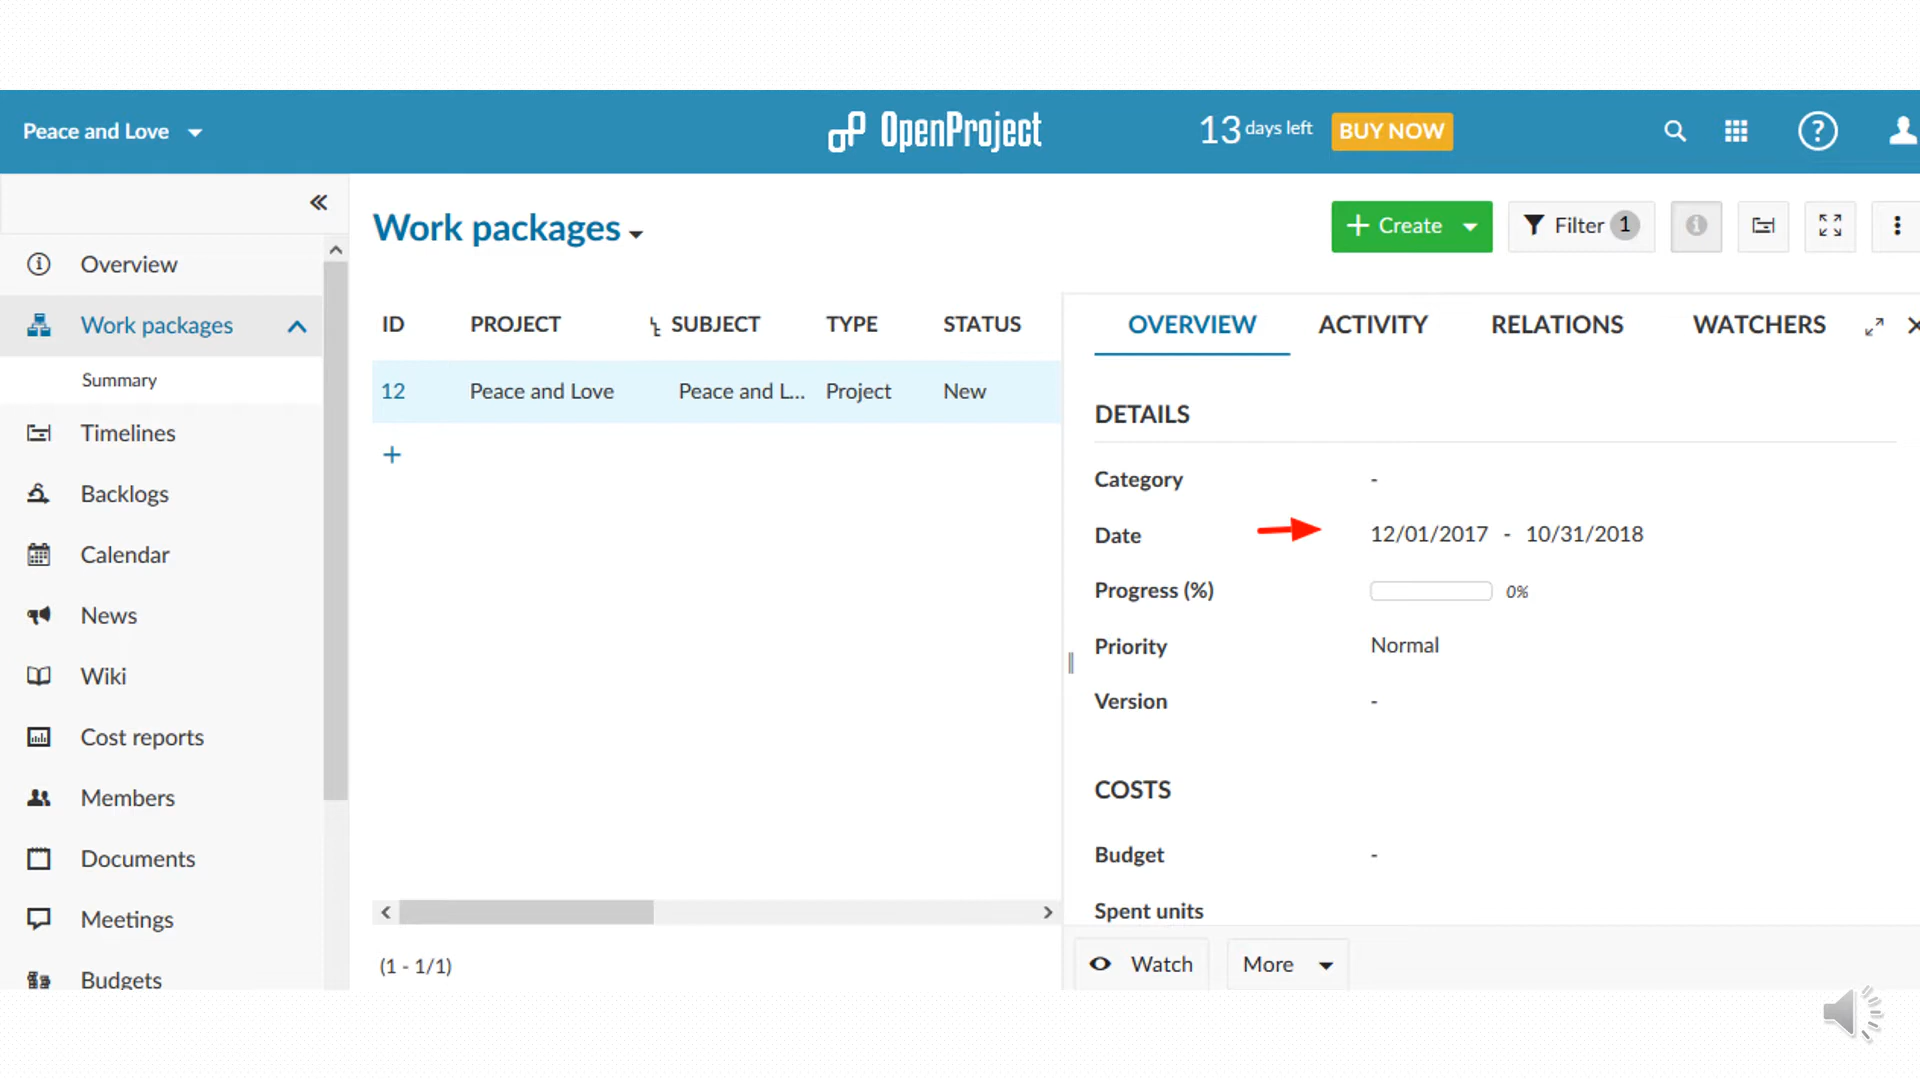 Peace and Love
OpenProject
13 days left
BUY NOW
?
Overview
Work packages
Summary
Timelines
Backlogs
Calendar
News
Wiki
Cost reports
Members
Documents
Meetings
Budgets
Work packages
+ Create
Filter 1
ID PROJECT SUBJECT TYPE STATUS
12 Peace and Love Peace and L... Project New
+
(1 - 1/1)
OVERVIEW ACTIVITY RELATIONS WATCHERS
DETAILS
Category -
Date 12/01/2017 - 10/31/2018
Progress (%) 0%
Priority Normal
Version -
COSTS
Budget -
Spent units
Watch
More